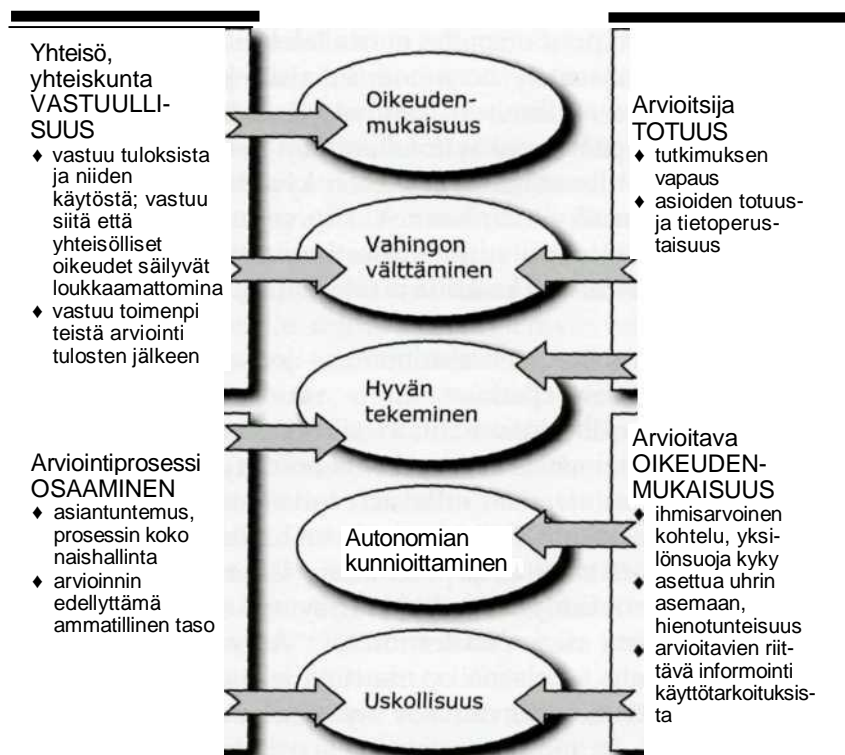 Yhteisö,
yhteiskunta
VASTUULLI-
SUUS
♦ vastuu tuloksista
ja niiden
käytöstä; vastuu
siitä että
yhteisölliset
oikeudet säilyvät
loukkaamattomina
♦ vastuu toimenpi
teistä arviointi
tulosten jälkeen
Arviointiprosessi
OSAAMINEN
♦ asiantuntemus,
prosessin koko
naishallinta
♦ arvioinnin
edellyttämä
ammatillinen taso
Oikeuden-
mukaisuus
Vahingon
välttäminen
Hyvän
tekeminen
Autonomian
kunnioittaminen
Uskollisuus
Arvioitsija
TOTUUS
♦ tutkimuksen
vapaus
♦ asioiden totuus-
ja tietoperus-
taisuus
Arvioitava
OIKEUDEN-
MUKAISUUS
♦ ihmisarvoinen
kohtelu, yksi-
lönsuoja kyky
♦ asettua uhrin
asemaan,
hienotunteisuus
♦ arvioitavien riit-
tävä informointi
käyttötarkoituksis-
ta